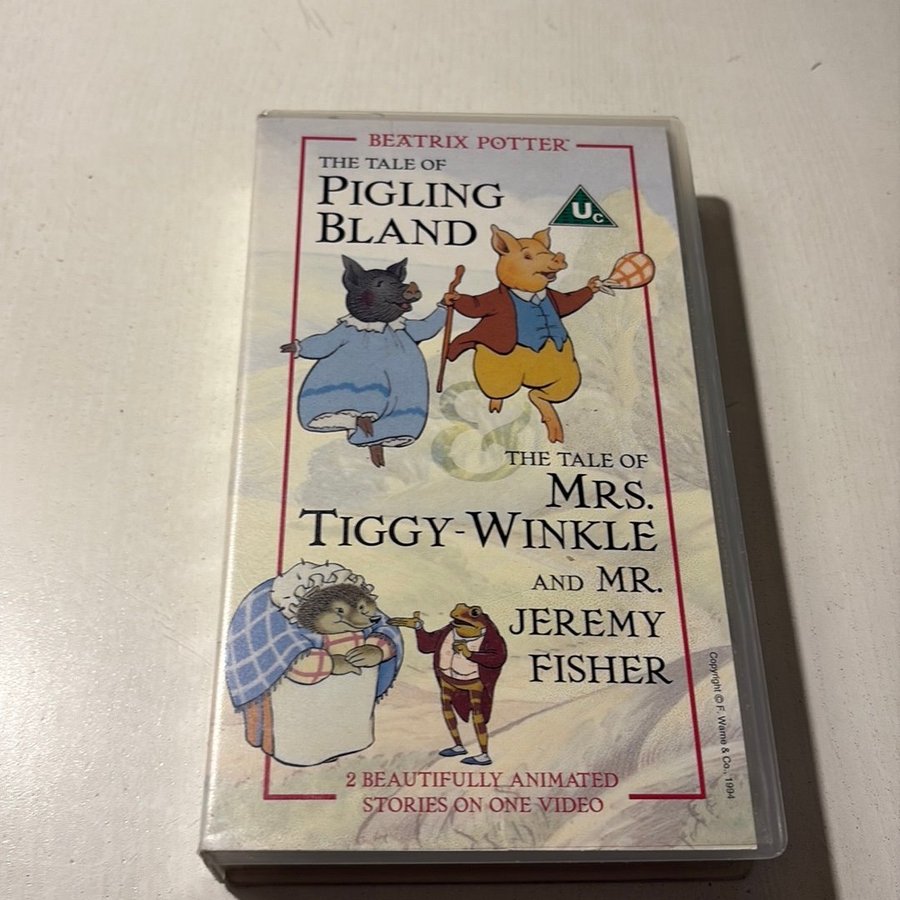 BEATRIX POTTER™
THE TALE OF
PIGLING
BLAND
Uc
&
THE TALE OF
MRS.
TIGGY-WINKLE
AND MR.
JEREMY
FISHER
Copyright © F. Warne & Co., 1994
2 BEAUTIFULLY ANIMATED
STORIES ON ONE VIDEO